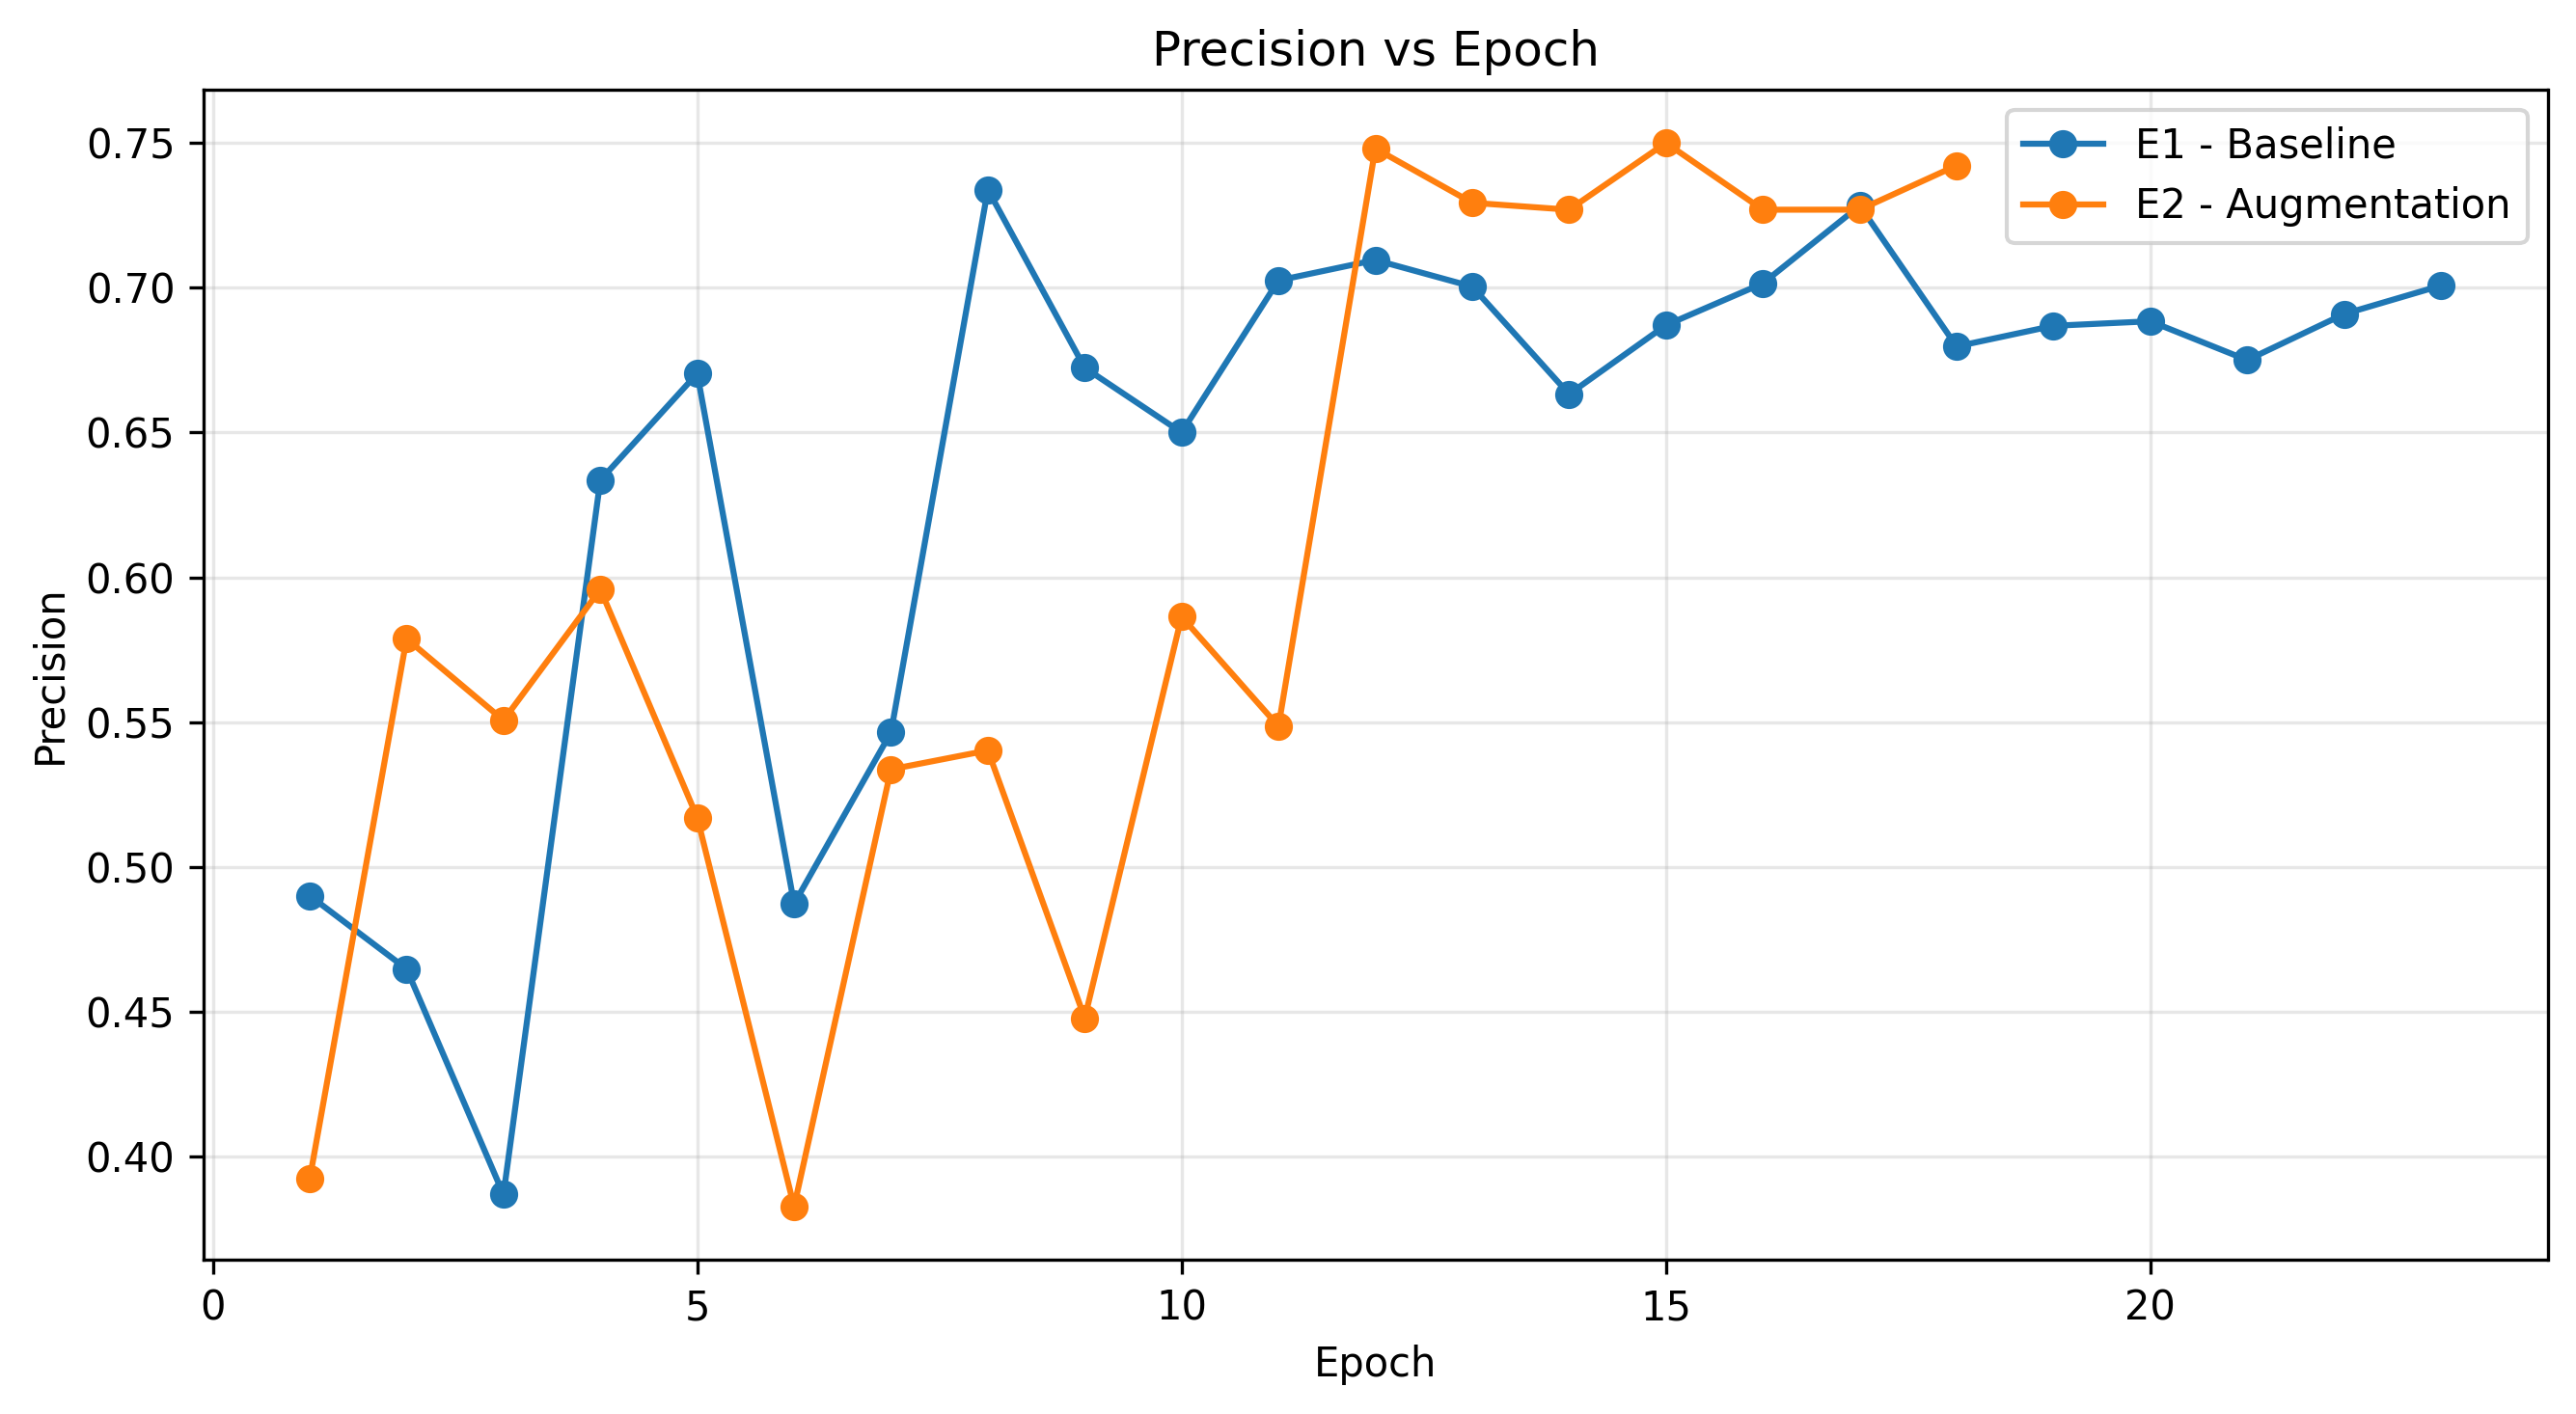 Precision vs Epoch
E1 - Baseline
E2 - Augmentation
0.75
0.70
0.65
0.60
0.55
0.50
0.45
0.40
Precision
0 5 10 15 20
Epoch